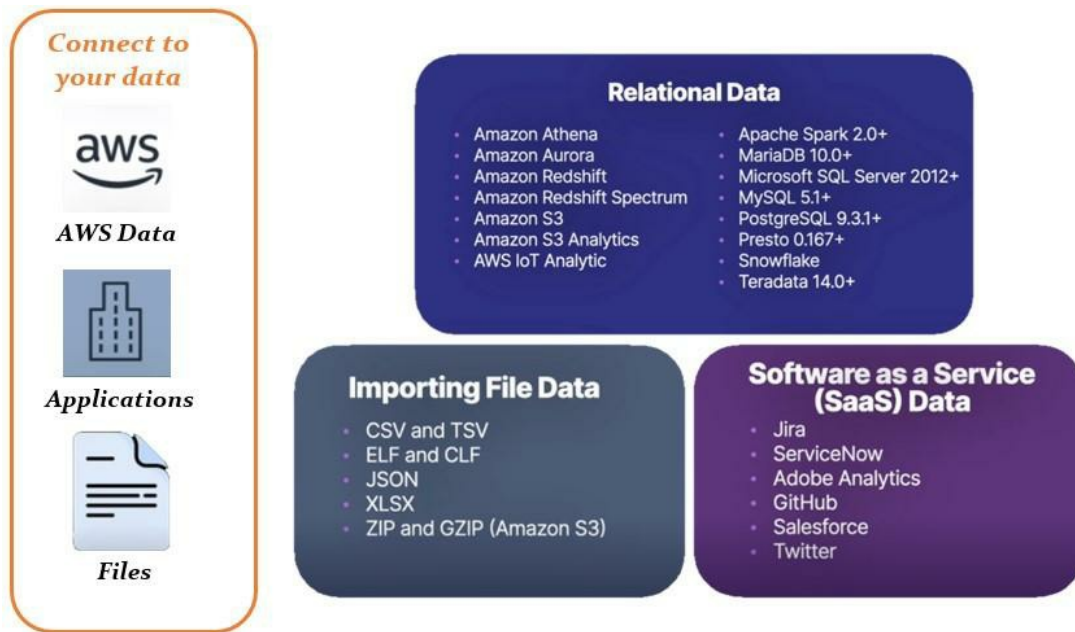 Connect to
your data
aws
AWS Data
Applications
Files
Relational Data
Amazon Athena
Amazon Aurora
Amazon Redshift
Amazon Redshift Spectrum
Amazon S3
Amazon S3 Analytics
AWS IoT Analytic
Apache Spark 2.0+
MariaDB 10.0+
Microsoft SQL Server 2012+
MySQL 5.1+
PostgreSQL 9.3.1+
Presto 0.167+
Snowflake
Teradata 14.0+
Importing File Data
CSV and TSV
ELF and CLF
JSON
XLSX
ZIP and GZIP (Amazon S3)
Software as a Service
(SaaS) Data
Jira
ServiceNow
Adobe Analytics
GitHub
Salesforce
Twitter